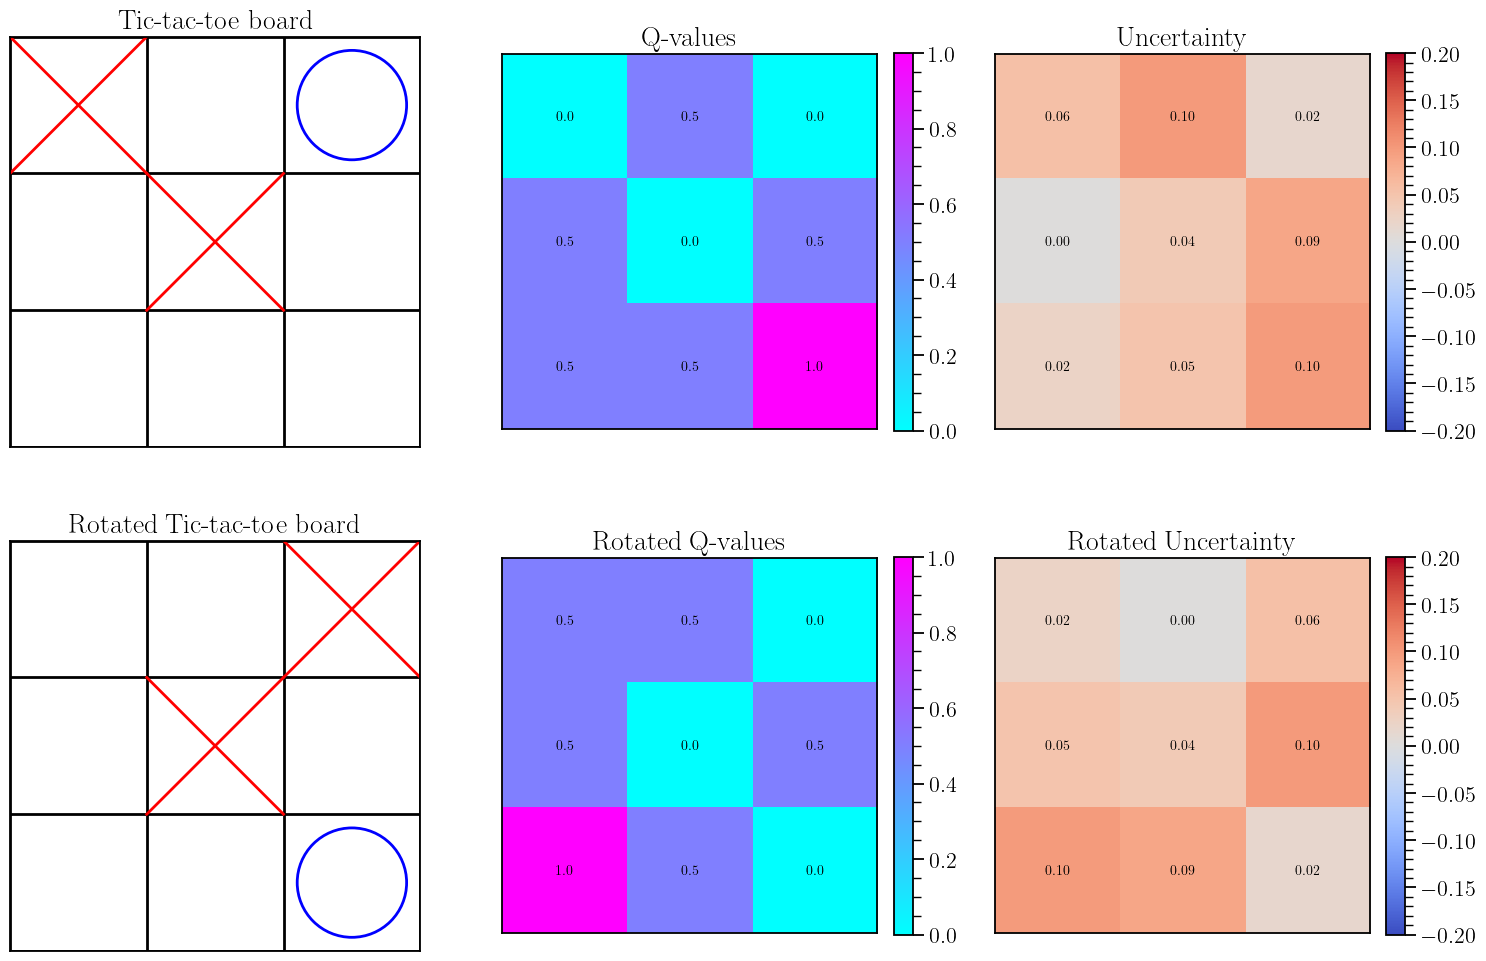 Tic-tac-toe board
Q-values
Uncertainty
0.0 0.5 0.0
0.5 0.0 0.5
0.5 0.5 1.0
1.0
0.8
0.6
0.4
0.2
0.0
0.06 0.10 0.02
0.00 0.04 0.09
0.02 0.05 0.10
0.20
0.15
0.10
0.05
0.00
−0.05
−0.10
−0.15
−0.20
Rotated Tic-tac-toe board
Rotated Q-values
Rotated Uncertainty
0.5 0.5 0.0
0.5 0.0 0.5
1.0 0.5 0.0
1.0
0.8
0.6
0.4
0.2
0.0
0.02 0.00 0.06
0.05 0.04 0.10
0.10 0.09 0.02
0.20
0.15
0.10
0.05
0.00
−0.05
−0.10
−0.15
−0.20